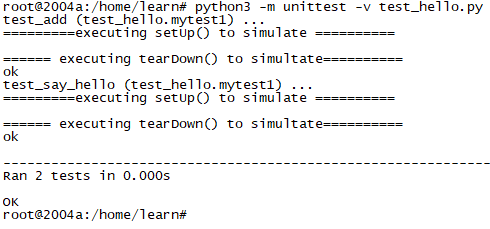 root@2004a:/home/learn# python3 -m unittest -v test_hello.py
test_add (test_hello.mytest1) ...
=========executing setUp() to simulate ==========
====== executing tearDown() to simultate==========
ok
test_say_hello (test_hello.mytest1) ...
=========executing setUp() to simulate ==========
====== executing tearDown() to simultate==========
ok
----------------------------------------------------------------------
Ran 2 tests in 0.000s
OK
root@2004a:/home/learn#